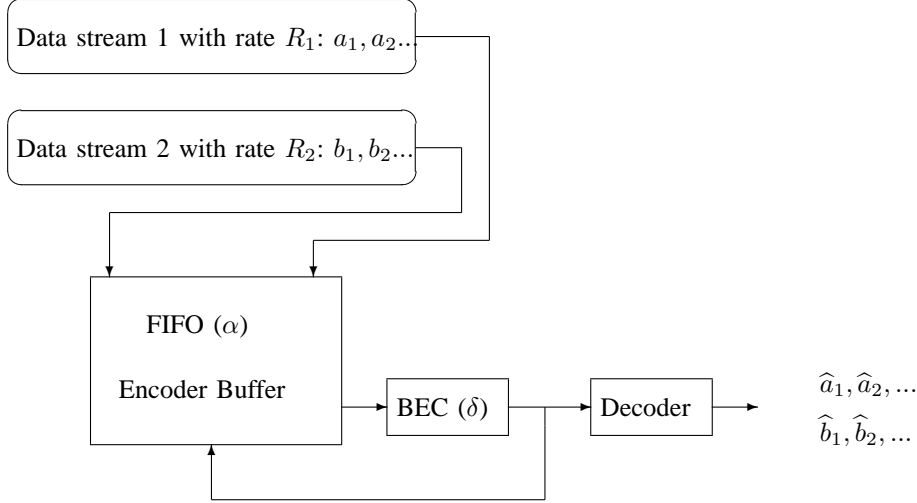 Data stream 1 with rate $R_1$: $a_1, a_2$...
Data stream 2 with rate $R_2$: $b_1, b_2$...
FIFO ($\alpha$)
Encoder Buffer
BEC ($\delta$)
Decoder
$\widehat{a}_1, \widehat{a}_2, ...$
$\widehat{b}_1, \widehat{b}_2, ...$